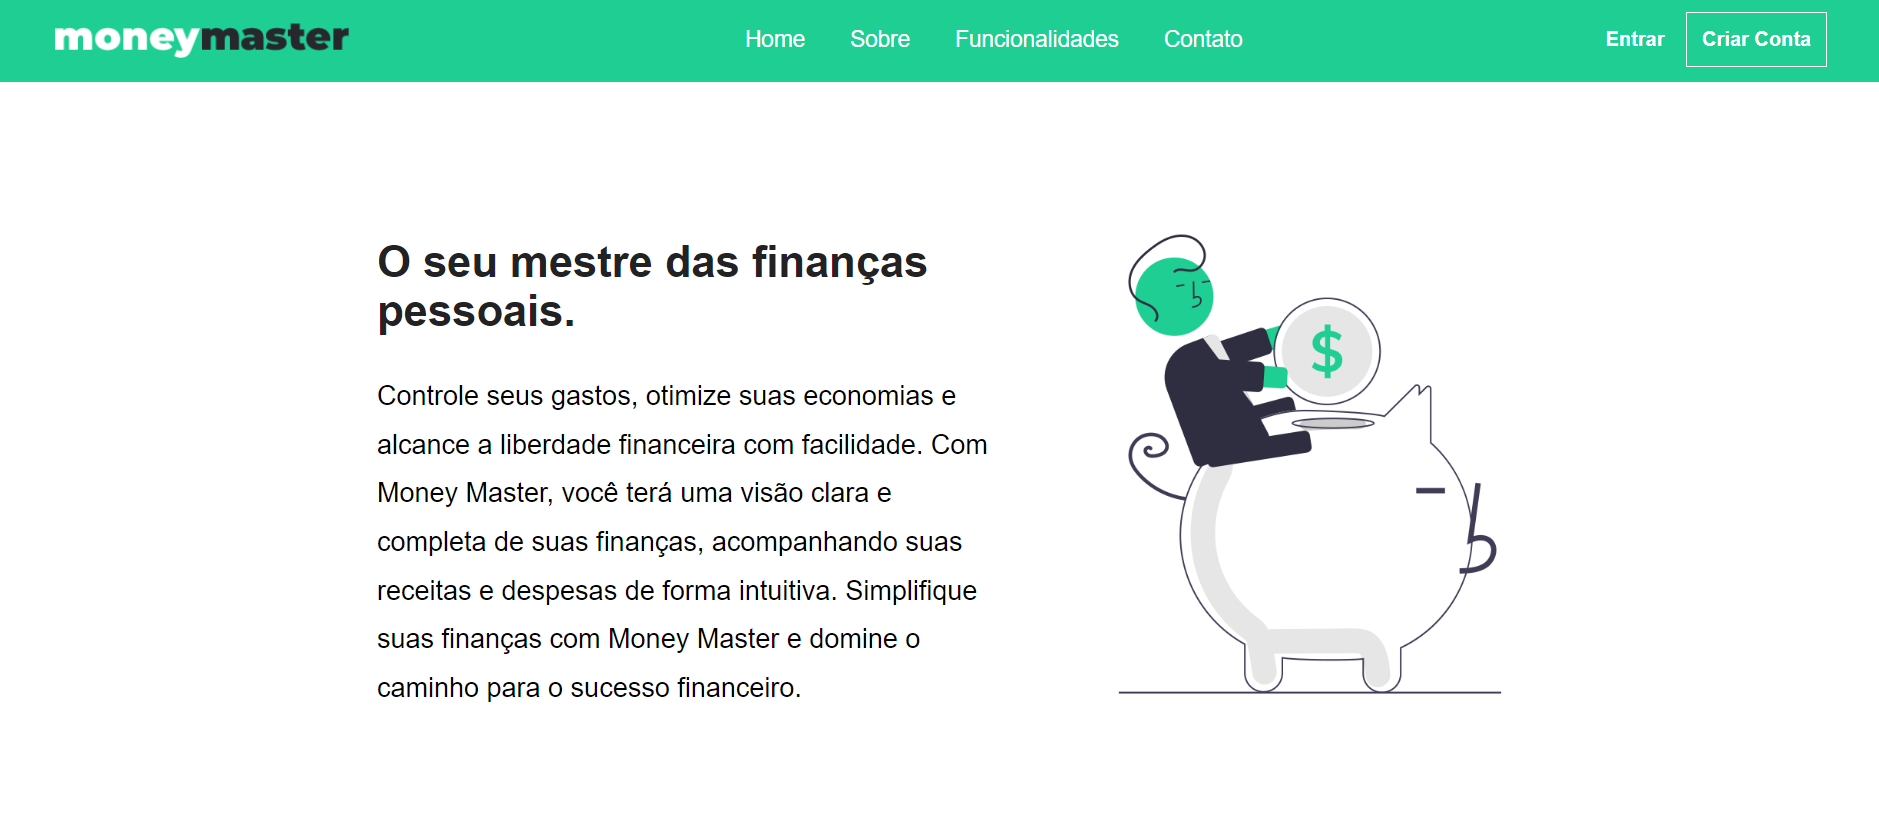 moneymaster
Home Sobre Funcionalidades Contato
Entrar Criar Conta
O seu mestre das finanças
pessoais.
Controle seus gastos, otimize suas economias e
alcance a liberdade financeira com facilidade. Com
Money Master, você terá uma visão clara e
completa de suas finanças, acompanhando suas
receitas e despesas de forma intuitiva. Simplifique
suas finanças com Money Master e domine o
caminho para o sucesso financeiro.
$